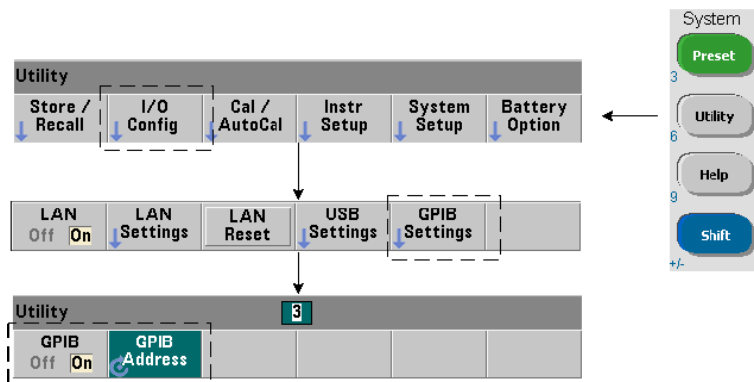 System
Preset
3
Utility
6
Help
9
Shift
+/-
Utility
Store / Recall
I/O Config
Cal / AutoCal
Instr Setup
System Setup
Battery Option
LAN
Off On
LAN Settings
LAN Reset
USB Settings
GPIB Settings
Utility
3
GPIB
Off On
GPIB Address